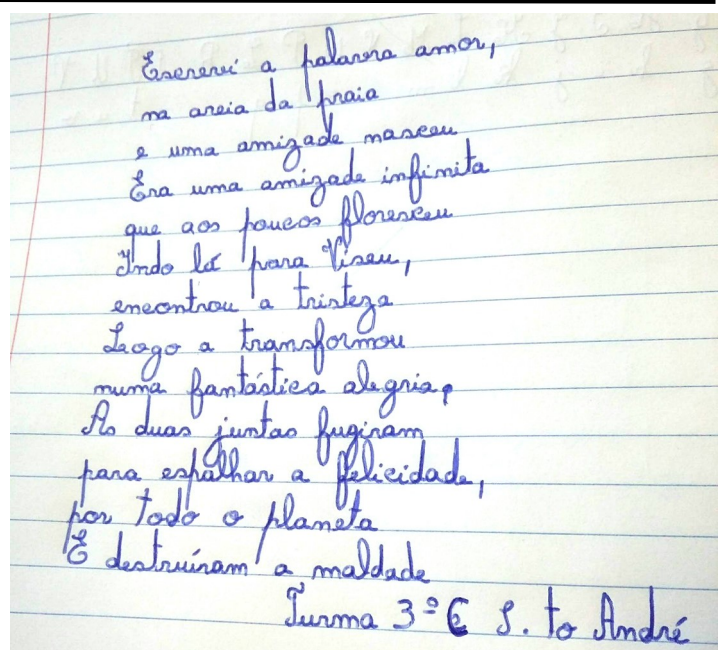 Escrevi a palavra amor,
na areia da praia
e uma amizade nasceu
Era uma amizade infinita
que aos poucos floresceu
Indo lá para Viseu,
encontrou a tristeza
Logo a transformou
numa fantástica alegria,
As duas juntas fugiram
para espalhar a felicidade,
por todo o planeta
E destruíram a maldade
Turma 3º C S. to André